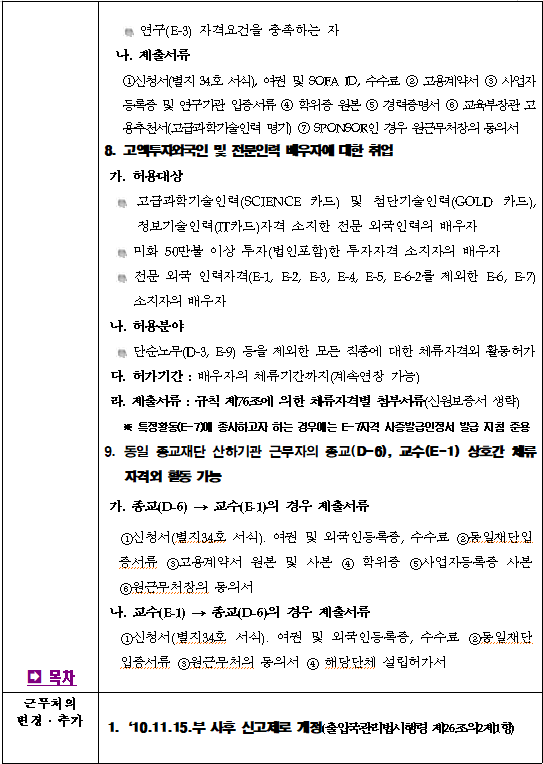 연구(E-3) 자격요건을 충족하는 자
나. 제출서류
①신청서(별지 34호 서식), 여권 및 SOFA ID, 수수료 ② 고용계약서 ③ 사업자
등록증 및 연구기관 입증서류 ④ 학위증 원본 ⑤ 경력증명서 ⑥ 교육부장관 고
용추천서(고급과학기술인력 명기) ⑦ SPONSOR인 경우 원근무처장의 동의서
8. 고액투자외국인 및 전문인력 배우자에 대한 취업
가. 허용대상
고급과학기술인력(SCIENCE 카드) 및 첨단기술인력(GOLD 카드),
정보기술인력(IT카드)자격 소지한 전문 외국인력의 배우자
미화 50만불 이상 투자(법인포함)한 투자자격 소지자의 배우자
전문 외국 인력자격(E-1, E-2, E-3, E-4, E-5, E-6-2를 제외한 E-6, E-7)
소지자의 배우자
나. 허용분야
단순노무(D-3, E-9) 등을 제외한 모든 직종에 대한 체류자격외 활동허가
다. 허가기간 : 배우자의 체류기간까지(계속연장 가능)
라. 제출서류 : 규칙 제76조에 의한 체류자격별 첨부서류(신원보증서 생략)
※ 특정활동(E-7)에 종사하고자 하는 경우에는 E-7자격 사증발급인정서 발급 지침 준용
9. 동일 종교재단 산하기관 근무자의 종교(D-6), 교수(E-1) 상호간 체류
자격외 활동 가능
가. 종교(D-6) → 교수(E-1)의 경우 제출서류
①신청서(별지34호 서식). 여권 및 외국인등록증, 수수료 ②동일재단입
증서류 ③고용계약서 원본 및 사본 ④ 학위증 ⑤사업자등록증 사본
⑥원근무처장의 동의서
나. 교수(E-1) → 종교(D-6)의 경우 제출서류
①신청서(별지34호 서식). 여권 및 외국인등록증, 수수료 ②동일재단
입증서류 ③원근무처의 동의서 ④ 해당단체 설립허가서
목차
근무처의
변경·추가
1. ‘10.11.15.부 사후 신고제로 개정(출입국관리법시행령 제26조의2제1항)